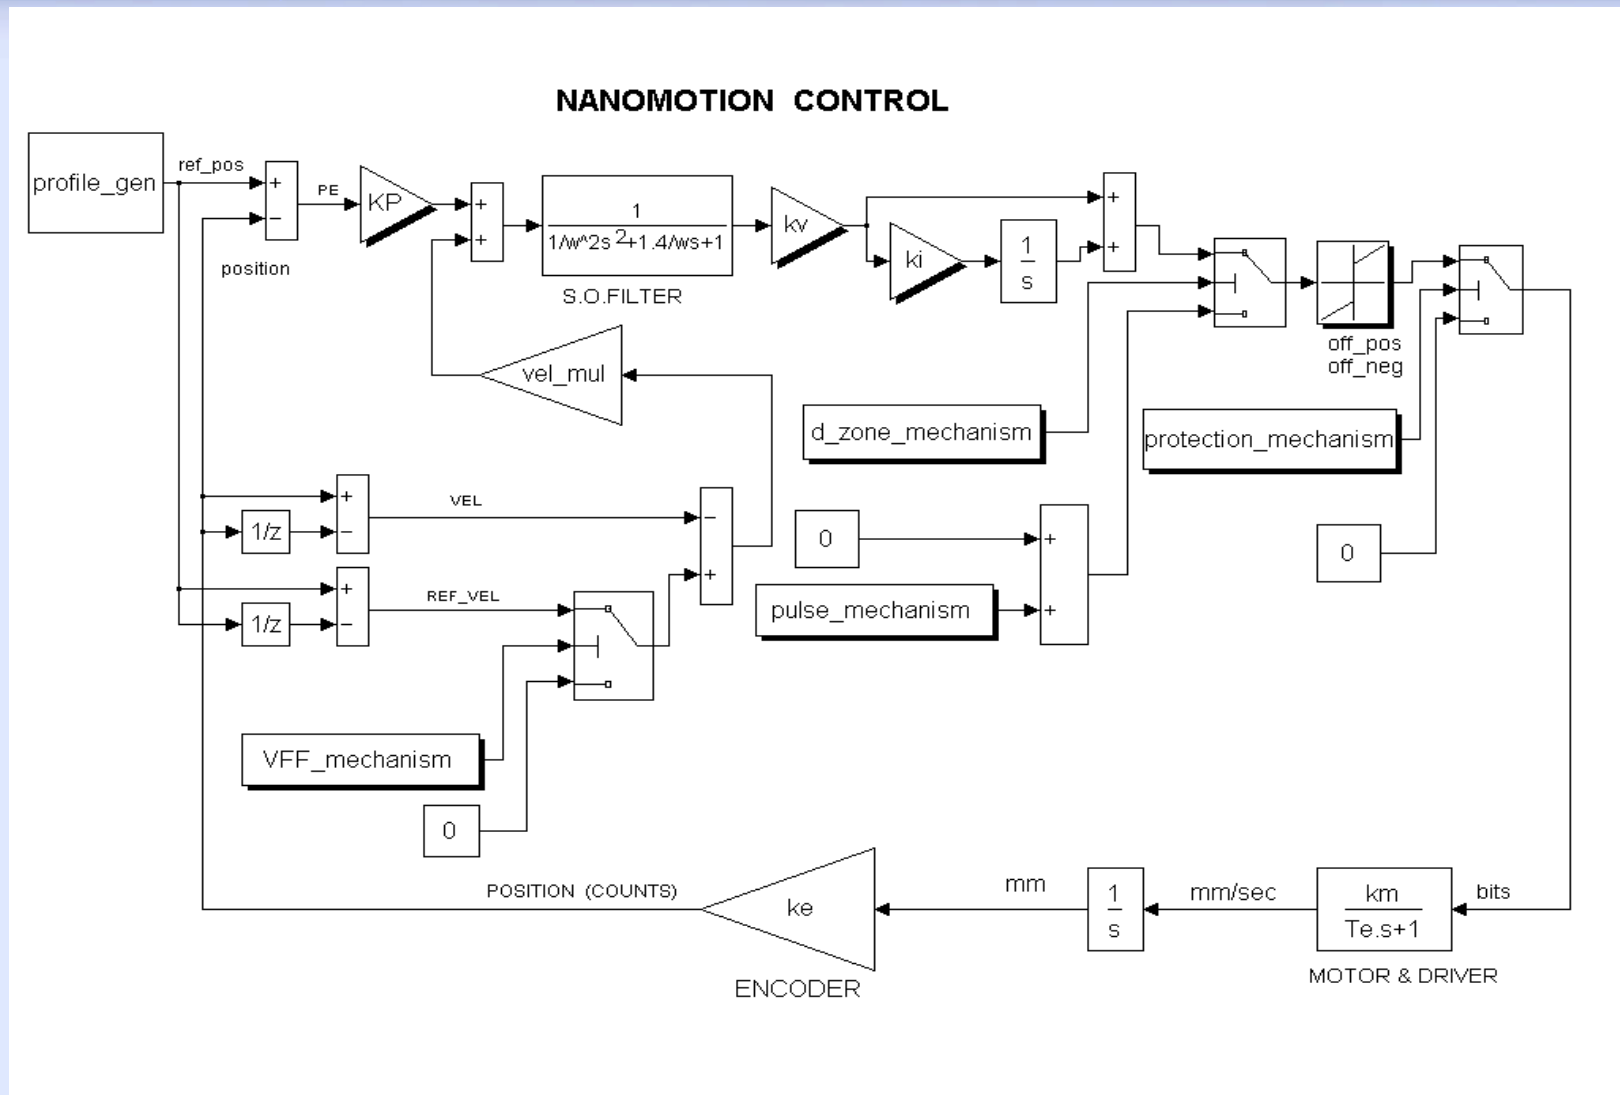 NANOMOTION CONTROL
profile_gen
ref_pos
+
−
position
PE
KP
+
+
1
1/w^2s 2+1.4/ws+1
S.O.FILTER
kv
ki
1
s
+
+
off_pos
off_neg
vel_mul
d_zone_mechanism
protection_mechanism
1/z
+
−
VEL
−
+
0
pulse_mechanism
+
+
0
1/z
+
−
REF_VEL
VFF_mechanism
0
POSITION (COUNTS)
ke
ENCODER
mm
1
s
mm/sec
km
Te.s+1
bits
MOTOR & DRIVER